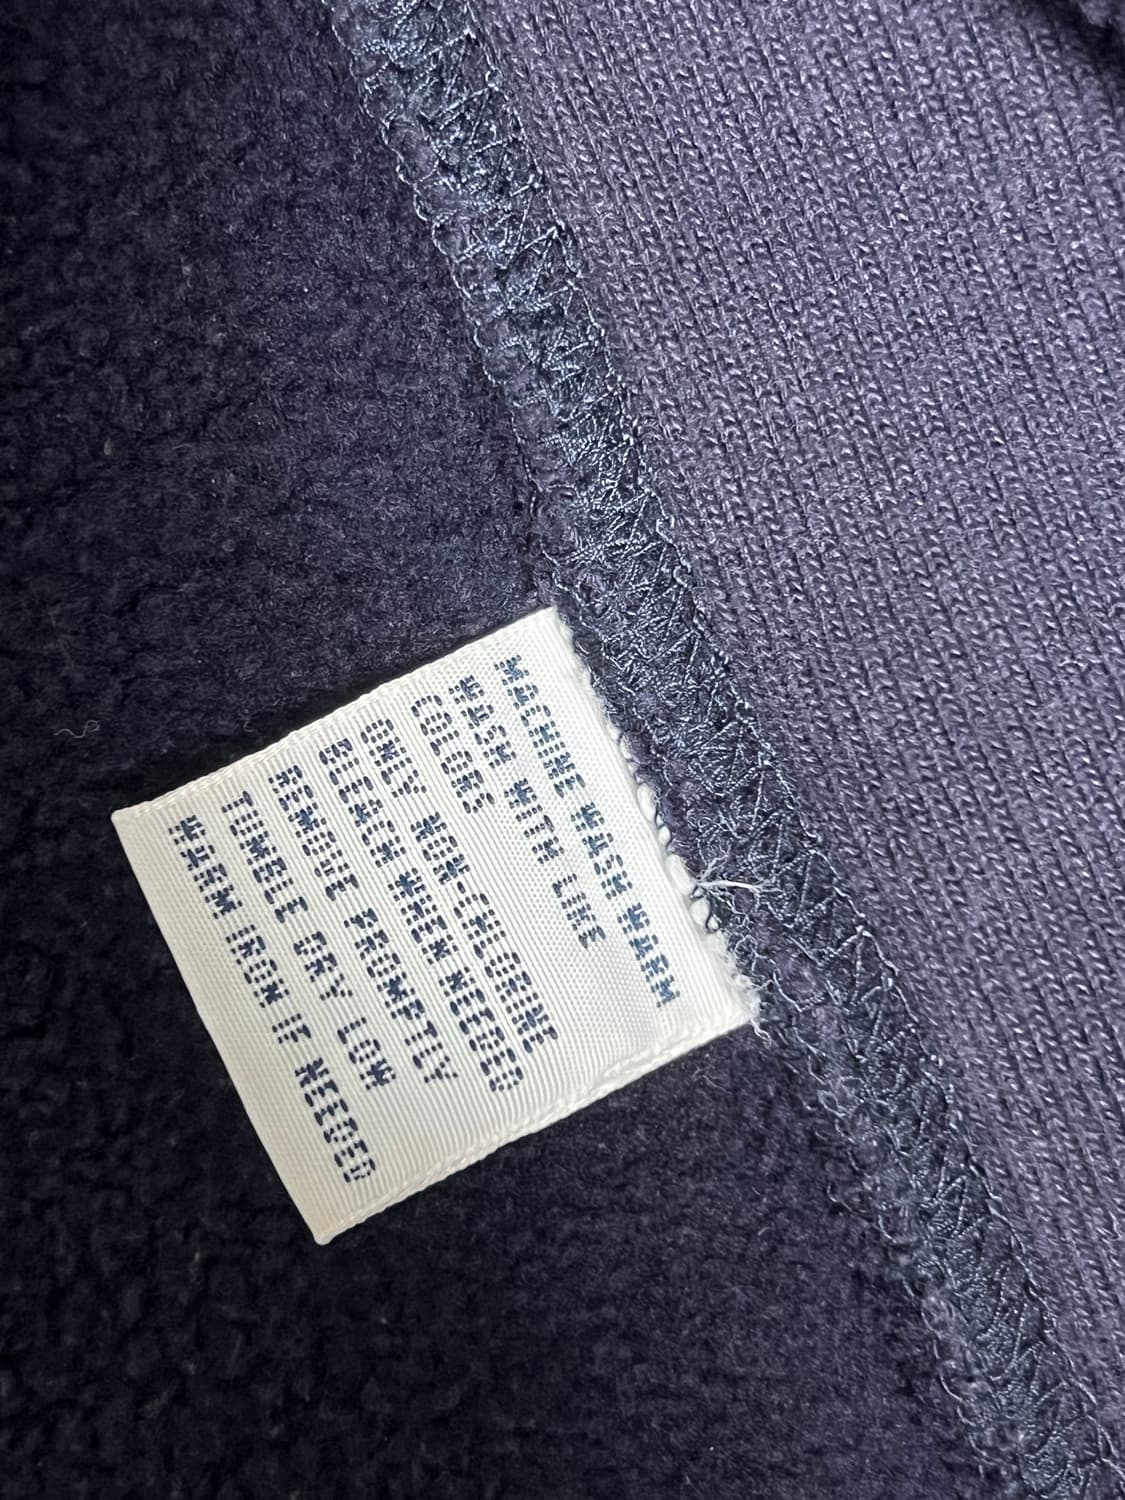 MACHINE WASH WARM
WASH WITH LIKE
COLORS
ONLY NON-CHLORINE
BLEACH WHEN NEEDED
REMOVE PROMPTLY
TUMBLE DRY LOW
WARM IRON IF NEEDED